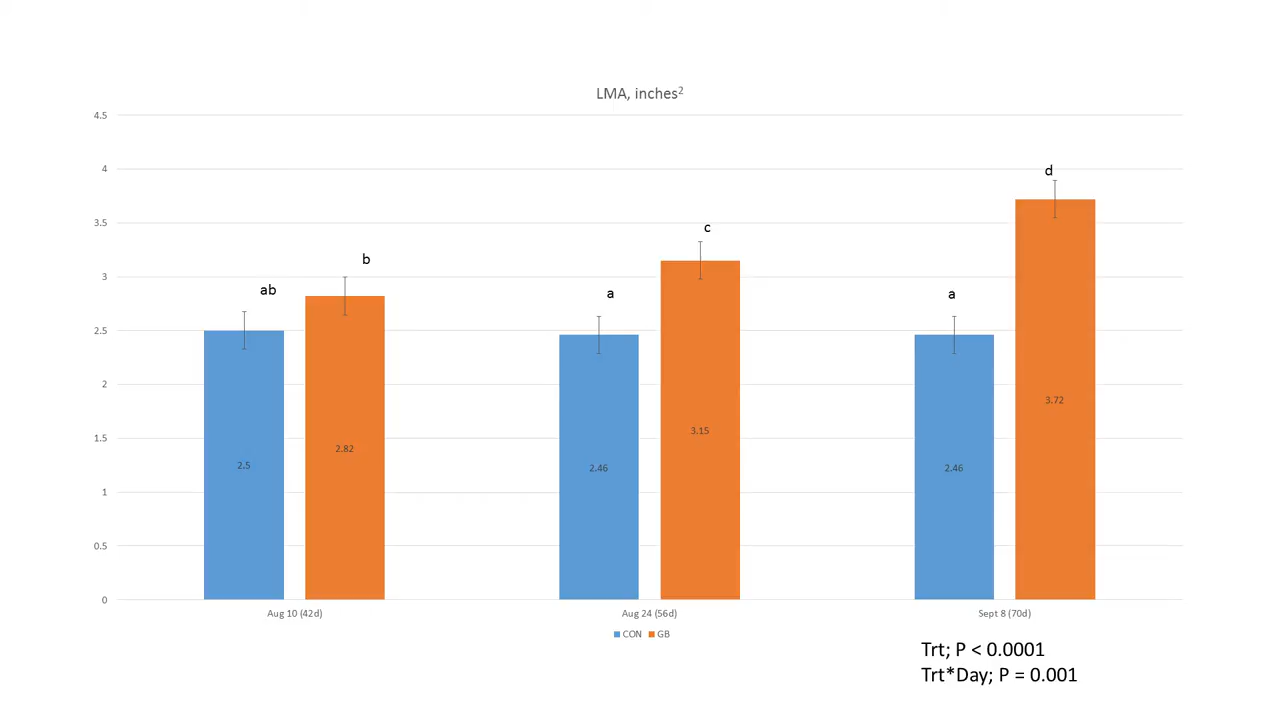 LMA, inches²
4.5
4
3.5
3
2.5
2
1.5
1
0.5
0
ab
b
a
c
a
d
2.5
2.82
2.46
3.15
2.46
3.72
Aug 10 (42d)
Aug 24 (56d)
Sept 8 (70d)
CON GB
Trt; P < 0.0001
Trt*Day; P = 0.001